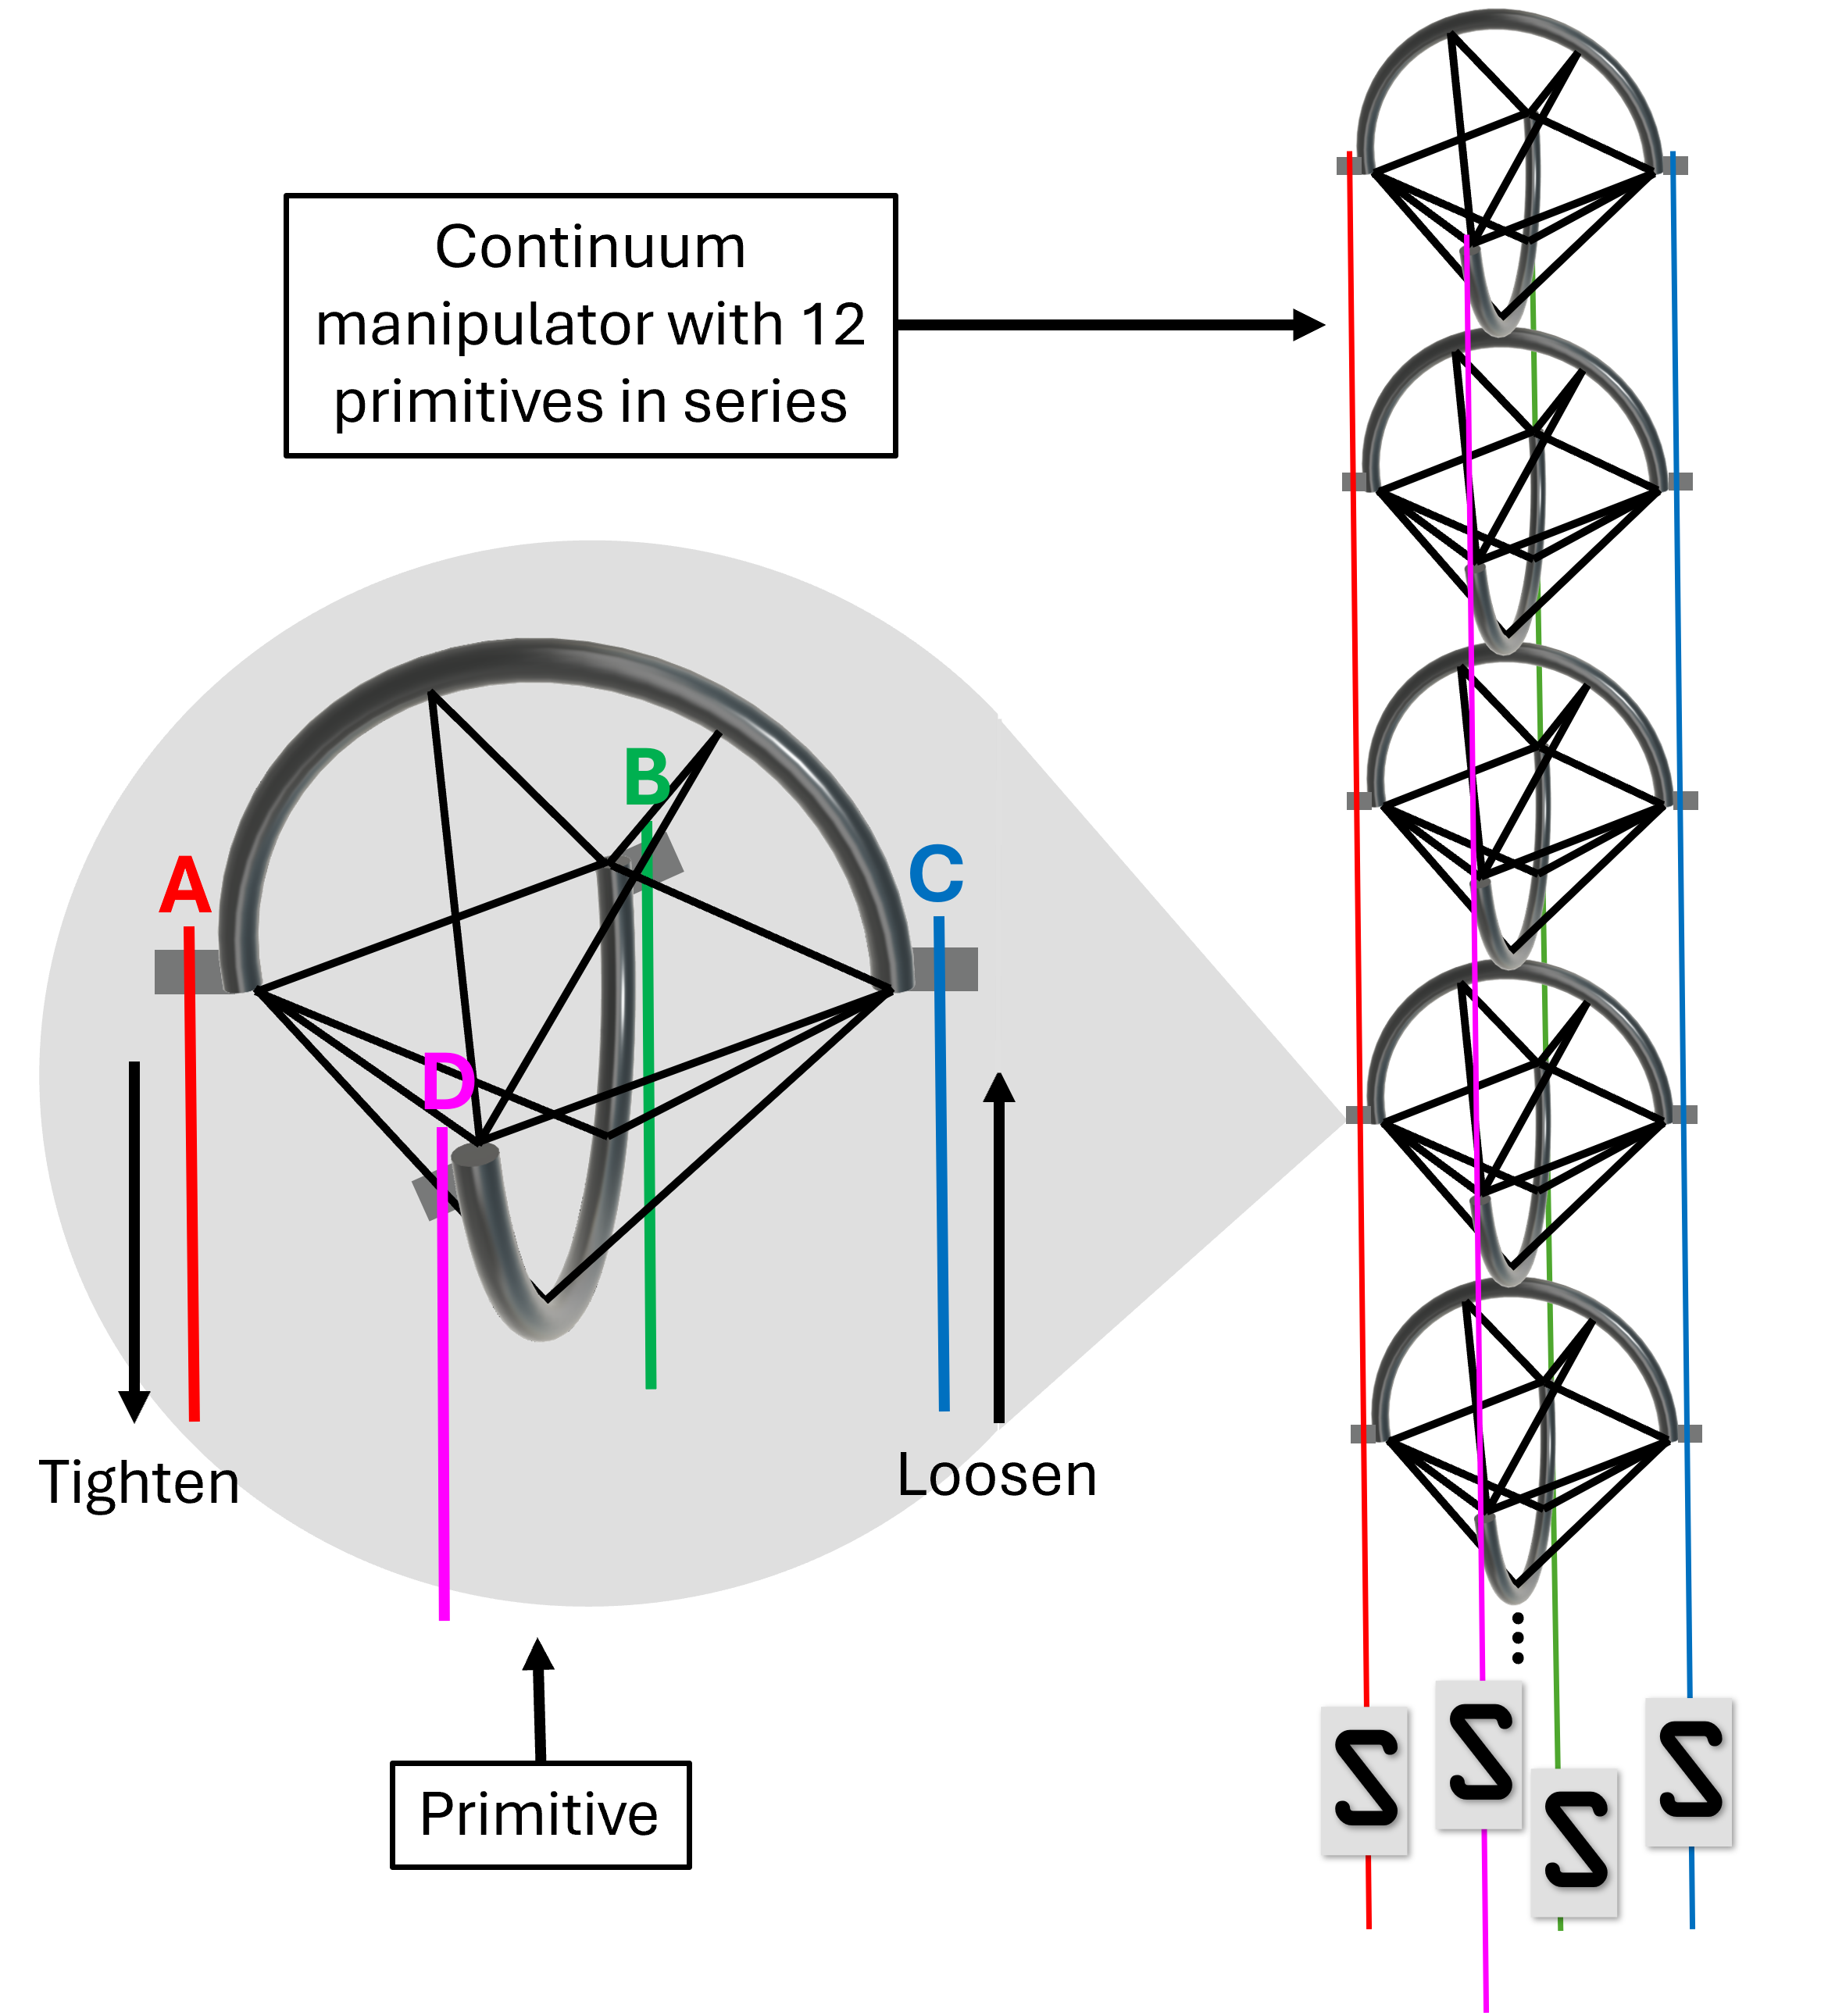 Continuum
manipulator with 12
primitives in series
B
A
C
D
Tighten
Loosen
Primitive